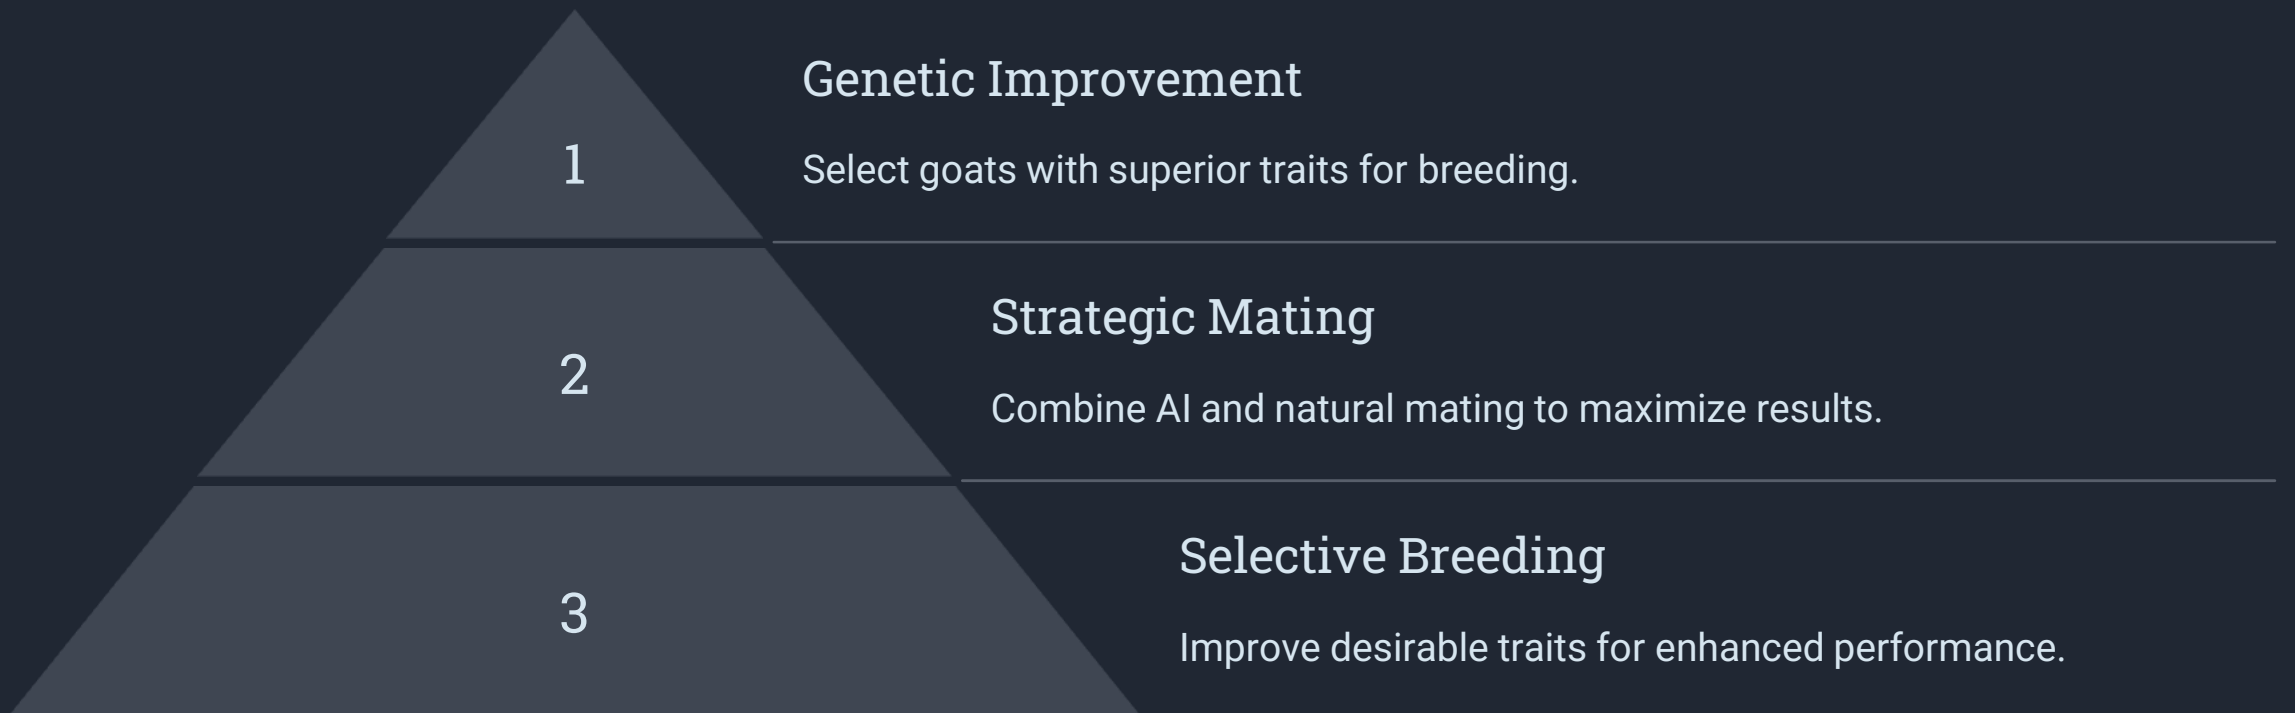 Genetic Improvement
1
Select goats with superior traits for breeding.
Strategic Mating
2
Combine AI and natural mating to maximize results.
Selective Breeding
3
Improve desirable traits for enhanced performance.